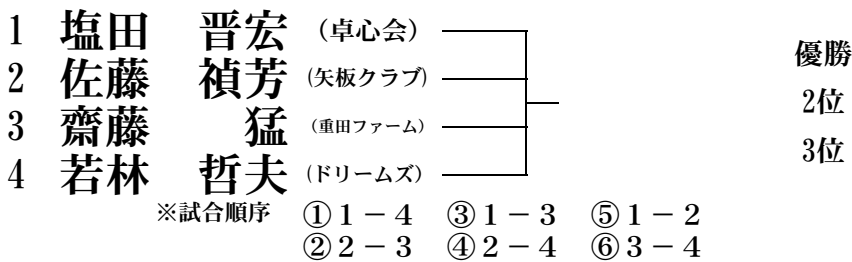 1 塩田 晋宏 （卓心会）
2 佐藤 禎芳 (矢板クラブ)
3 齋藤 猛 （重田ファーム）
4 若林 哲夫 (ドリームズ)
優勝
2位
3位
※試合順序 ①１－４ ③１－３ ⑤１－２
②２－３ ④２－４ ⑥３－４